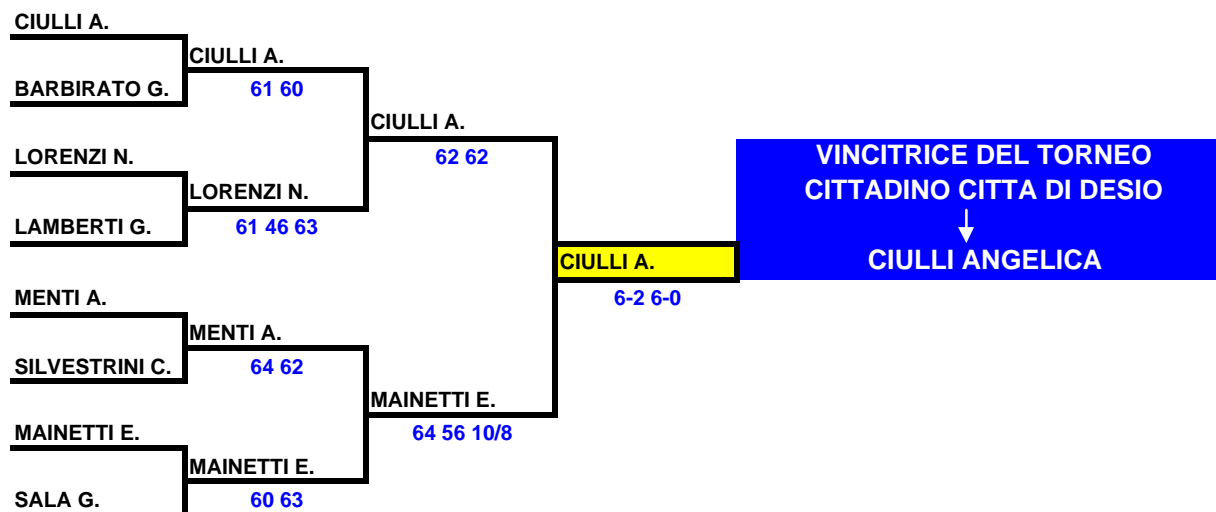 CIULLI A.
CIULLI A.
BARBIRATO G.
61 60
CIULLI A.
62 62
LORENZI N.
LORENZI N.
LAMBERTI G.
61 46 63
VINCITRICE DEL TORNEO
CITTADINO CITTA DI DESIO
CIULLI ANGELICA
CIULLI A.
6-2 6-0
MENTI A.
MENTI A.
SILVESTRINI C.
64 62
MAINETTI E.
64 56 10/8
MAINETTI E.
MAINETTI E.
SALA G.
60 63